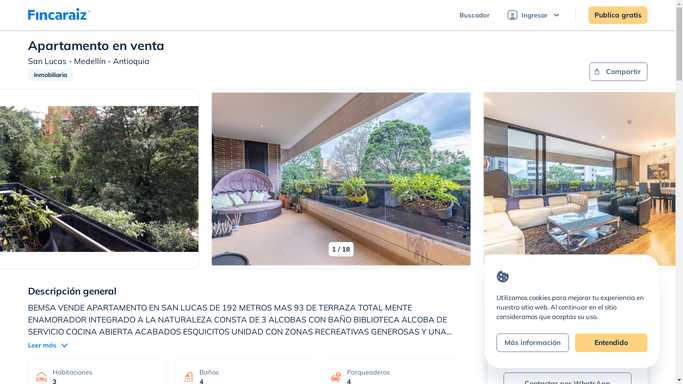 Fincaraiz
Buscador
Ingresar
Publica gratis
Apartamento en venta
San Lucas - Medellín - Antioquia
Inmobiliaria
Compartir
1 / 18
Descripción general
BEMSA VENDE APARTAMENTO EN SAN LUCAS DE 192 METROS MAS 93 DE TERRAZA TOTAL MENTE
ENAMORADOR INTEGRADO A LA NATURALEZA CONSTA DE 3 ALCOBAS CON BAÑO BIBLIOTECA ALCOBA DE
SERVICIO COCINA ABIERTA ACABADOS ESQUICITOS UNIDAD CON ZONAS RECREATIVAS GENEROSAS Y UNA...
Leer más
Habitaciones
3
Baños
4
Parqueaderos
4
Utilizamos cookies para mejorar tu experiencia en
nuestro sitio web. Al continuar en el sitio
consideramos que aceptas su uso.
Más información
Entendido
Contactar por WhatsApp